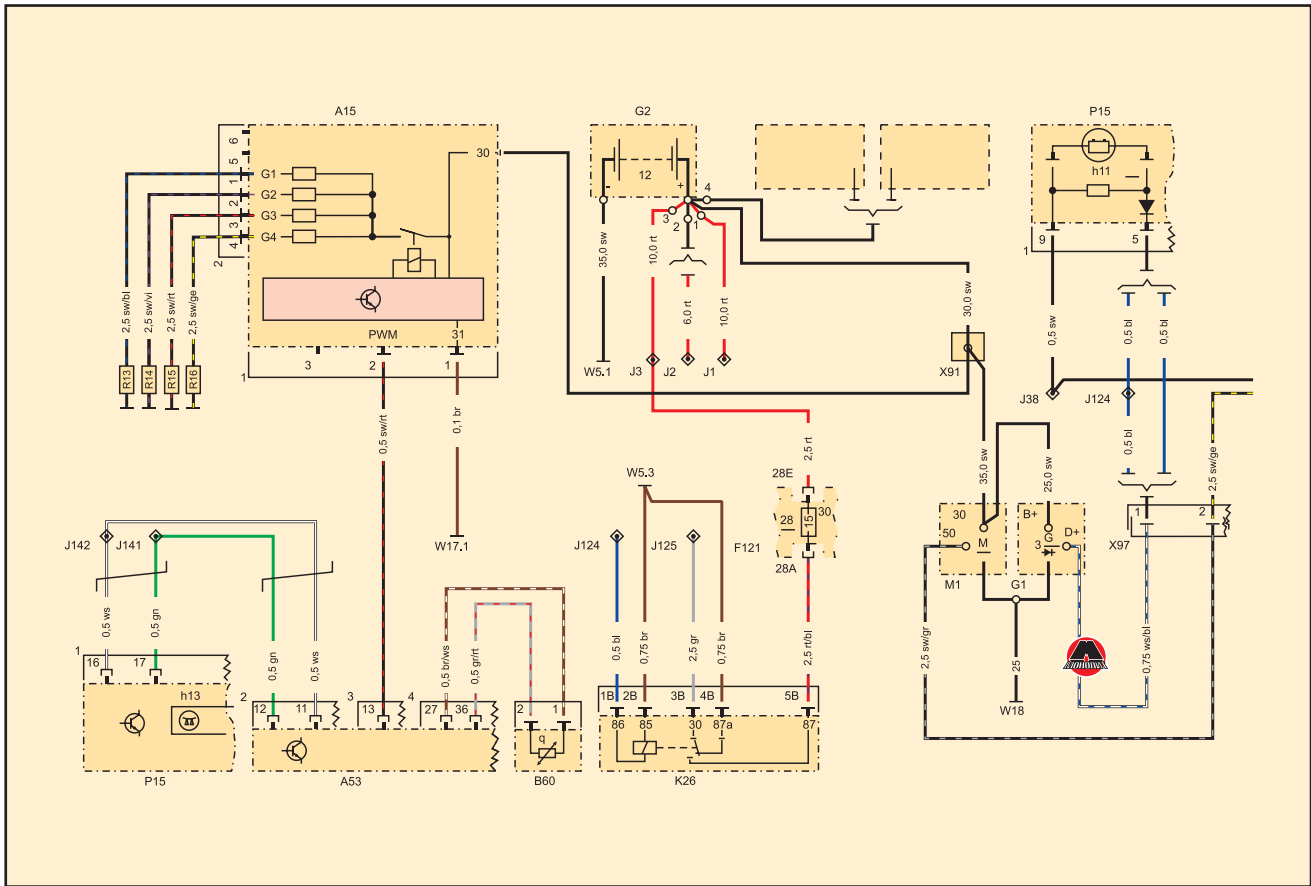 A15
G2
P15
6
5
1
2
3
4
2
G1
G2
G3
G4
30
PWM
31
3
2
1
1
12
-
+
4
3
2
1
h11
9
5
1
2,5 sw/bl
2,5 sw/vi
2,5 sw/rt
2,5 sw/ge
R13
R14
R15
R16
35,0 sw
10,0 rt
6,0 rt
10,0 rt
30,0 sw
0,5 sw
0,5 bl
0,5 bl
W5.1
J3
J2
J1
X91
J38
J124
0,5 sw/rt
0,1 br
2,5 rt
35,0 sw
25,0 sw
0,5 bl
2,5 sw/ge
W5.3
28E
28
15
30
F121
28A
W17.1
J142
J141
J124
J125
30
50
M
M1
B+
G
3
D+
G1
1
2
X97
0,5 ws
0,5 gn
0,5 gn
0,5 ws
0,5 br/ws
0,5 gr/rt
0,5 bl
0,75 br
2,5 gr
0,75 br
2,5 rt/bl
2,5 sw/gr
25
0,75 ws/bl
W18
1
16
17
h13
P15
2
12
11
3
13
4
27
36
A53
2
1
q
B60
1B
2B
3B
4B
5B
86
85
30
87a
87
K26